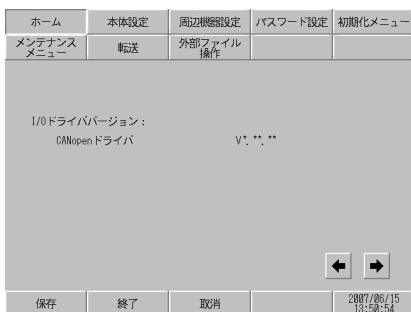 ホーム 本体設定 周辺機器設定 パスワード設定 初期化メニュー
メンテナンス
メニュー
転送
外部ファイル
操作
I/Oドライババージョン：
CANopenドライバ V*.**.**
保存 終了 取消 2007/06/15
13:50:54